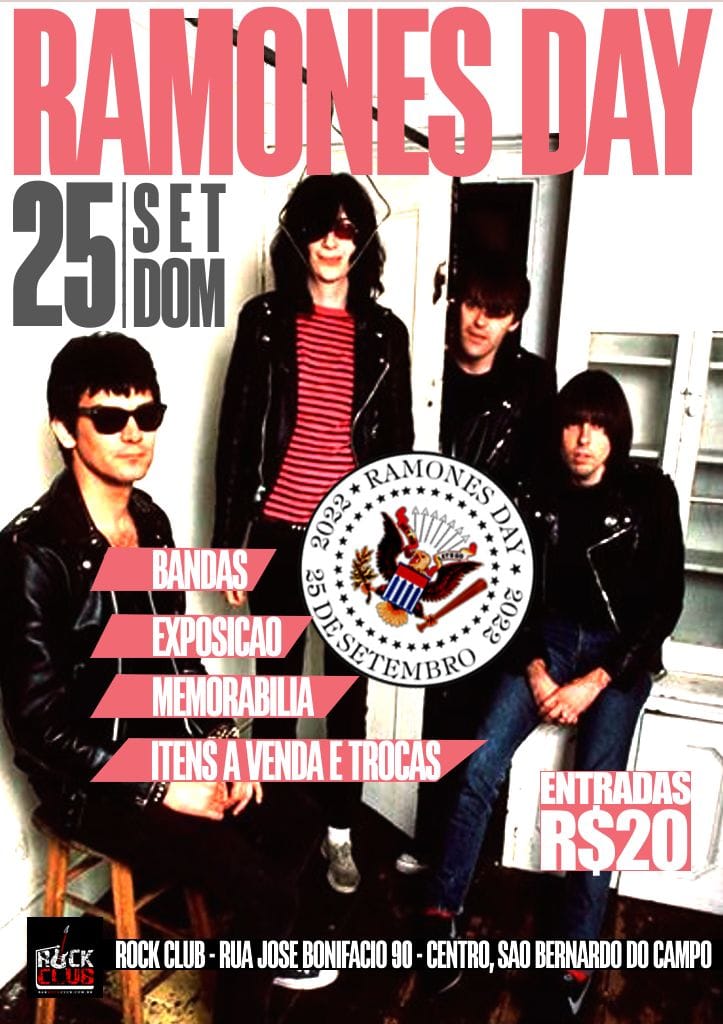 RAMONES DAY
25
SET
DOM
2022 ★ RAMONES DAY ★ 2022
25 DE SETEMBRO
BANDAS
EXPOSICAO
MEMORABILIA
ITENS A VENDA E TROCAS
ENTRADAS
R$20
ROCK
CLUB
ROCK CLUB - RUA JOSE BONIFACIO 90 - CENTRO, SAO BERNARDO DO CAMPO